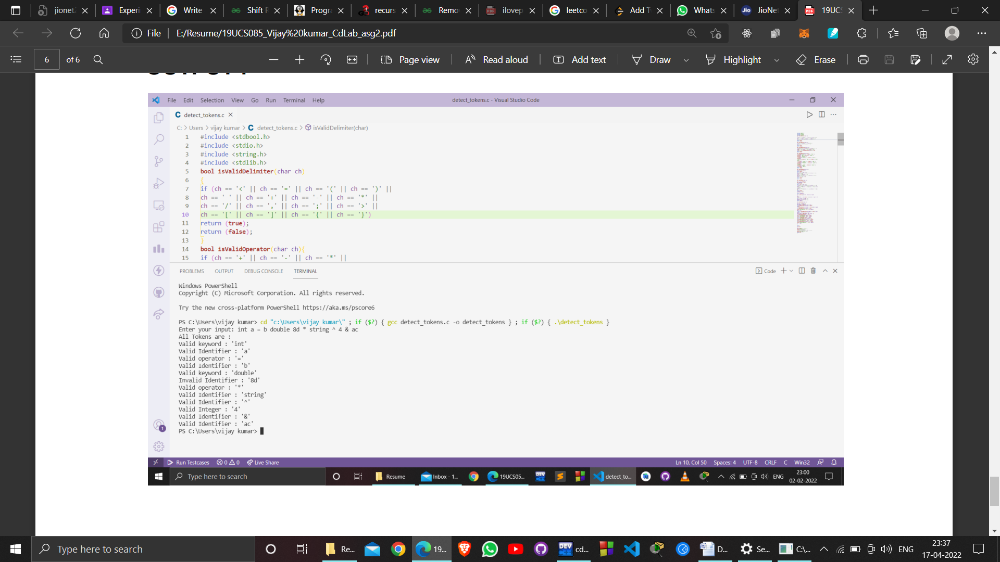 jionet
Experi
Write
Shift R
Progra
recurs
Remo
ilovep
leetco
Add T
Whats
Jio
JioNe
19UCS
File
E:/Resume/19UCS085_Vijay%20kumar_CdLab_asg2.pdf
6 of 6
Page view
Read aloud
Add text
Draw
Highlight
Erase
File Edit Selection View Go Run Terminal Help
detect_tokens.c - Visual Studio Code
C detect_tokens.c
C: > Users > vijay kumar > C detect_tokens.c > isValidDelimiter(char)
1 #include <stdbool.h>
2 #include <stdio.h>
3 #include <string.h>
4 #include <stdlib.h>
5 bool isValidDelimiter(char ch)
6 {
7 if (ch == '<' || ch == '=' || ch == '(' || ch == ')' ||
8 ch == ' ' || ch == '+' || ch == '-' || ch == '*' ||
9 ch == '/' || ch == ',' || ch == ';' || ch == '>' ||
10 ch == '[' || ch == ']' || ch == '{' || ch == '}')
11 return (true);
12 return (false);
13 }
14 bool isValidOperator(char ch){
15 if (ch == '+' || ch == '-' || ch == '*' ||
PROBLEMS OUTPUT DEBUG CONSOLE TERMINAL
Code
Windows PowerShell
Copyright (C) Microsoft Corporation. All rights reserved.
Try the new cross-platform PowerShell https://aka.ms/pscore6
PS C:\Users\vijay kumar> cd "c:\Users\vijay kumar\" ; if ($?) { gcc detect_tokens.c -o detect_tokens } ; if ($?) { .\detect_tokens }
Enter your input: int a = b double 8d * string ^ 4 & ac
All Tokens are :
Valid keyword : 'int'
Valid Identifier : 'a'
Valid operator : '='
Valid Identifier : 'b'
Valid keyword : 'double'
Invalid Identifier : '8d'
Valid operator : '*'
Valid Identifier : 'string'
Valid Identifier : '^'
Valid Integer : '4'
Valid Identifier : '&'
Valid Identifier : 'ac'
PS C:\Users\vijay kumar>
1
Run Testcases 0 0 Live Share
Ln 10, Col 50 Spaces: 4 UTF-8 CRLF C Win32
Type here to search
Resume
Inbox - 1...
19UCS05...
DEV
detect_to...
ENG
23:00
02-02-2022
Type here to search
Re...
19...
DEV
cd...
D...
Se...
C:\...
ENG
23:37
17-04-2022